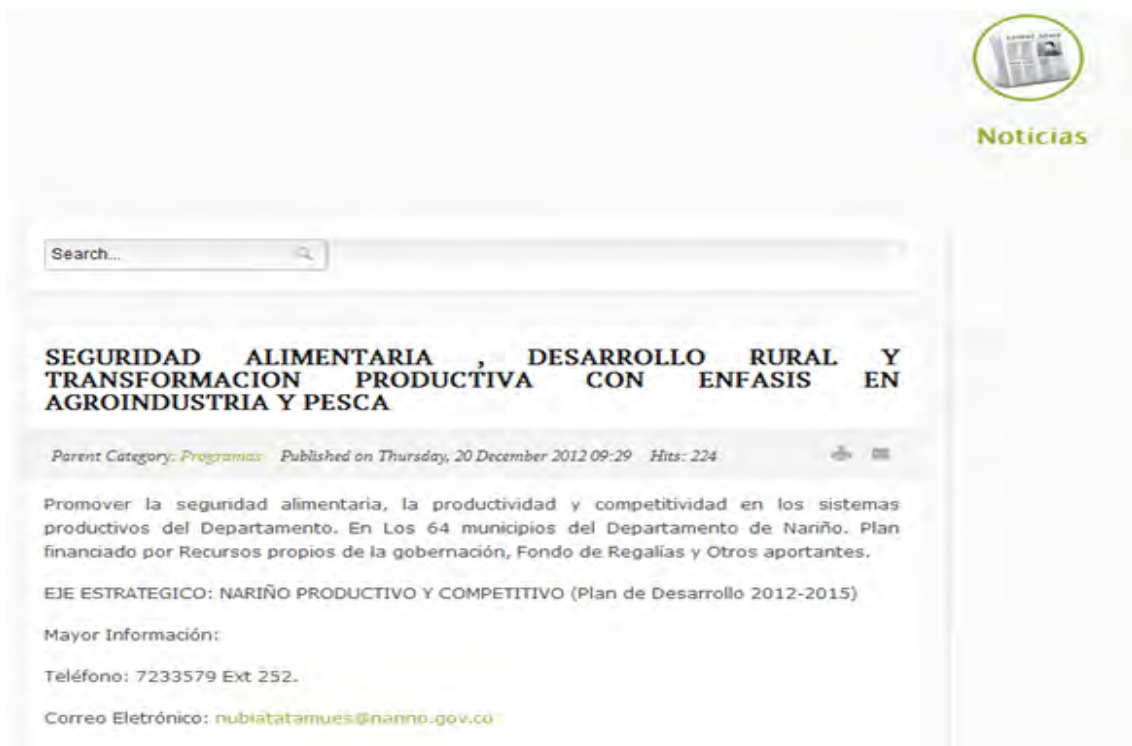 Noticias
Search...
SEGURIDAD ALIMENTARIA , DESARROLLO RURAL Y
TRANSFORMACION PRODUCTIVA CON ENFASIS EN
AGROINDUSTRIA Y PESCA
Parent Category: Programas Published on Thursday, 20 December 2012 09:29 Hits: 224
Promover la seguridad alimentaria, la productividad y competitividad en los sistemas
productivos del Departamento. En Los 64 municipios del Departamento de Nariño. Plan
financiado por Recursos propios de la gobernación, Fondo de Regalías y Otros aportantes.
EJE ESTRATEGICO: NARIÑO PRODUCTIVO Y COMPETITIVO (Plan de Desarrollo 2012-2015)
Mayor Información:
Teléfono: 7233579 Ext 252.
Correo Eletrónico: nubiatatamues@narino.gov.co